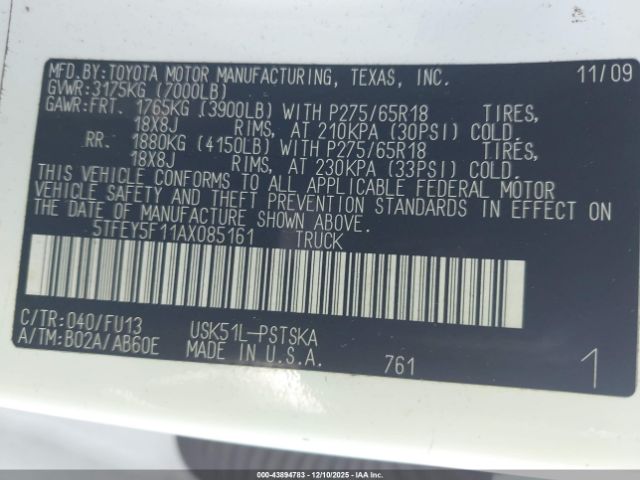 MFD.BY:TOYOTA MOTOR MANUFACTURING, TEXAS, INC. 11/09
GVWR:3175KG (7000LB)
GAWR:FRT. 1765KG (3900LB) WITH P275/65R18 TIRES,
18X8J RIMS, AT 210KPA (30PSI) COLD.
RR. 1880KG (4150LB) WITH P275/65R18 TIRES,
18X8J RIMS, AT 230KPA (33PSI) COLD.
THIS VEHICLE CONFORMS TO ALL APPLICABLE FEDERAL MOTOR
VEHICLE SAFETY AND THEFT PREVENTION STANDARDS IN EFFECT ON
THE DATE OF MANUFACTURE SHOWN ABOVE.
5TFEY5F11AX085161 TRUCK
C/TR:040/FU13 USK51L-PSTSKA
A/TM:B02A/AB60E MADE IN U.S.A. 761 1
000-43894783 - 12/10/2025 - IAA Inc.